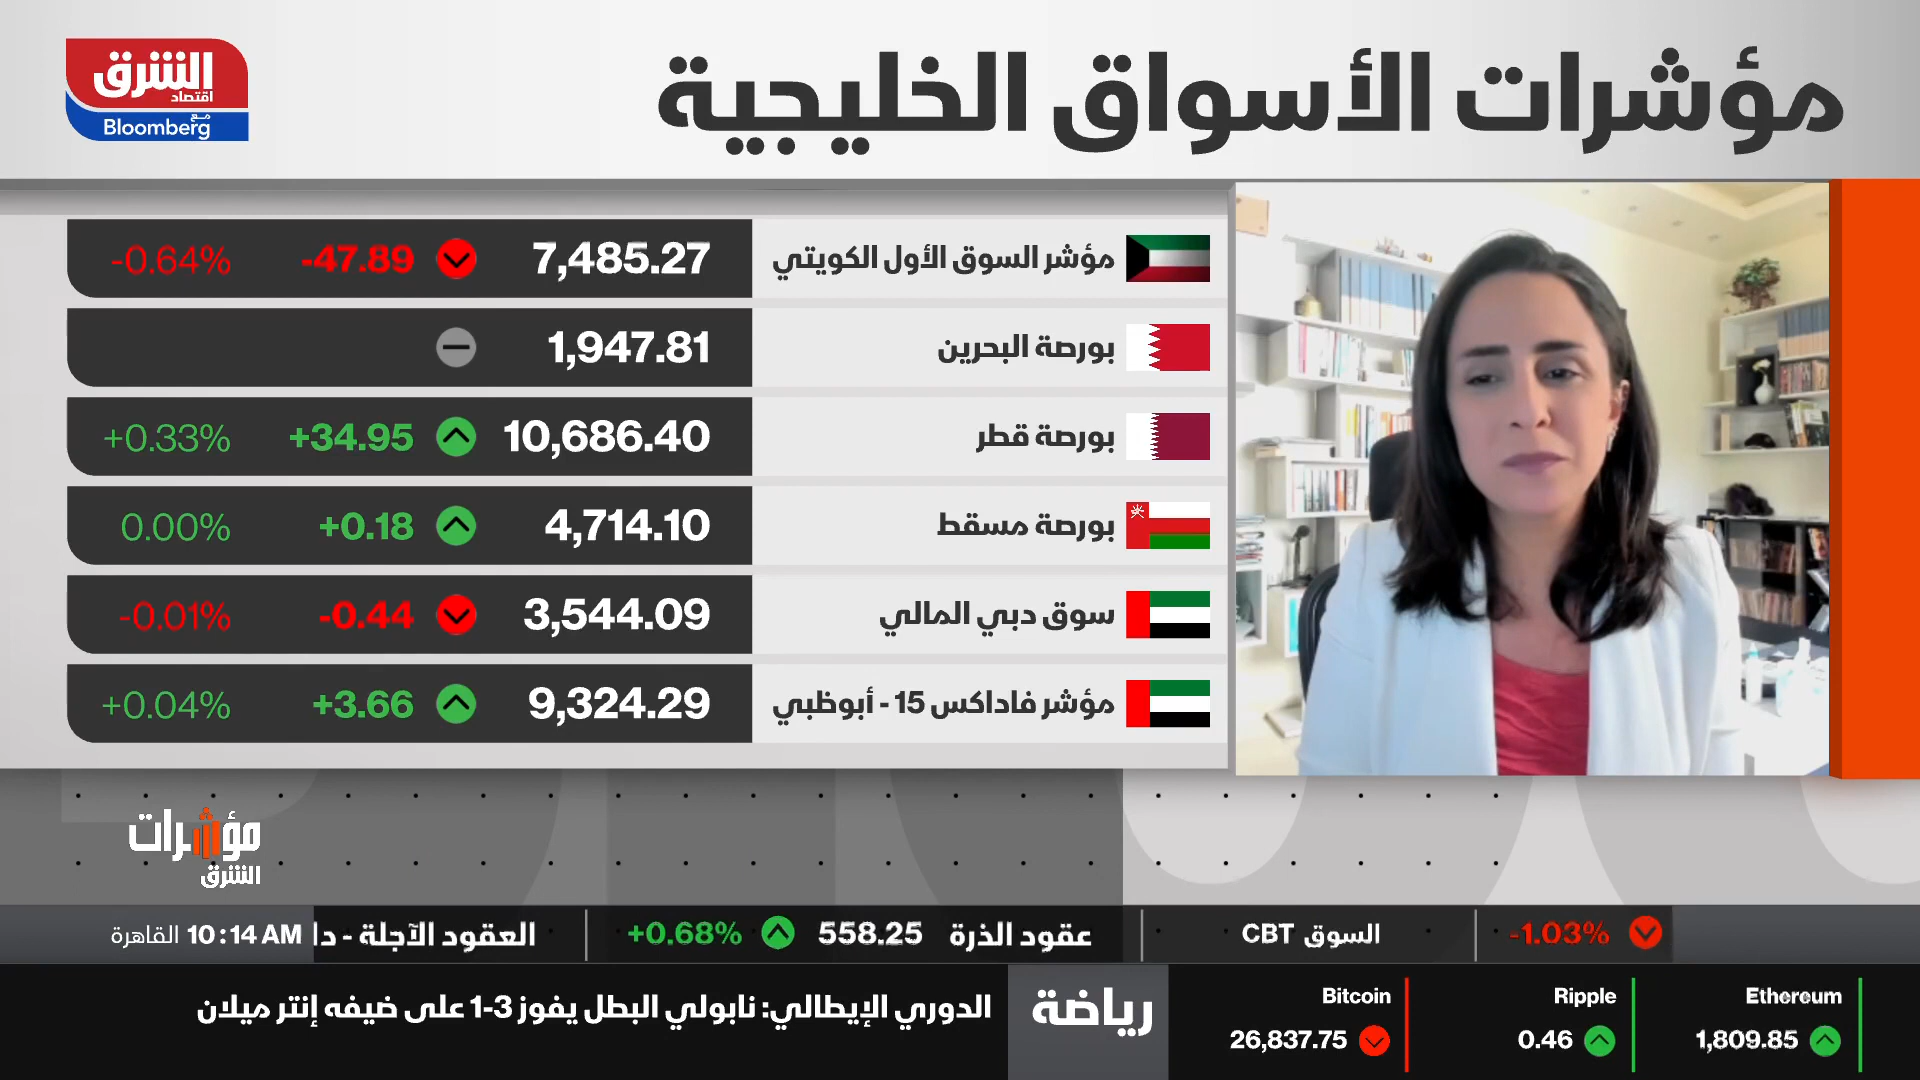 مؤشرات الأسواق الخليجية
الشرق
اقتصاد
مع
Bloomberg
مؤشر السوق الأول الكويتي 7,485.27 -47.89 -0.64%
بورصة البحرين 1,947.81
بورصة قطر 10,686.40 +34.95 +0.33%
بورصة مسقط 4,714.10 +0.18 0.00%
سوق دبي المالي 3,544.09 -0.44 -0.01%
مؤشر فاداكس 15 - أبوظبي 9,324.29 +3.66 +0.04%
مؤشرات
الشرق
-1.03%
السوق CBT
عقود الذرة 558.25 +0.68%
العقود الآجلة - دا
10:14 AM القاهرة
Ethereum
1,809.85
Ripple
0.46
Bitcoin
26,837.75
رياضة
الدوري الإيطالي: نابولي البطل يفوز 3-1 على ضيفه إنتر ميلان